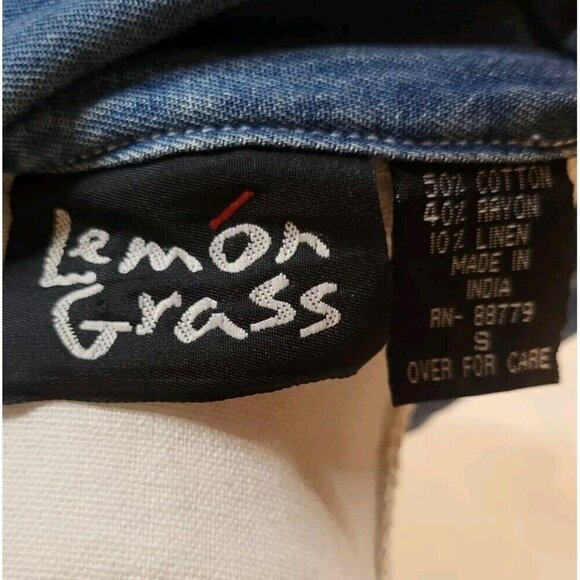 Lemon
Grass
50% COTTON
40% RAYON
10% LINEN
MADE IN
INDIA
RN- 88779
S
OVER FOR CARE